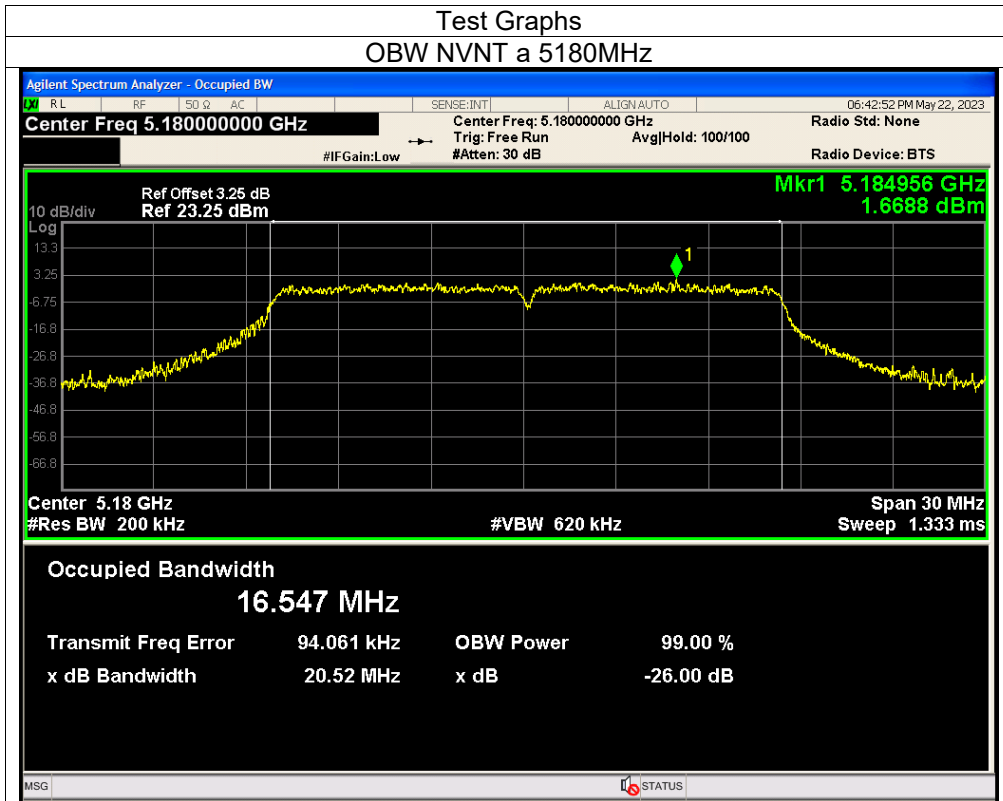 Test Graphs
OBW NVNT a 5180MHz
Agilent Spectrum Analyzer - Occupied BW
LXI RL RF 50 Ω AC SENSE:INT ALIGN AUTO 06:42:52 PM May 22, 2023
Center Freq 5.180000000 GHz Center Freq: 5.180000000 GHz Radio Std: None
Trig: Free Run Avg|Hold: 100/100
#IFGain:Low #Atten: 30 dB Radio Device: BTS
Mkr1 5.184956 GHz
1.6688 dBm
Ref Offset 3.25 dB
10 dB/div Ref 23.25 dBm
Log
13.3
1
3.25
-6.75
-16.8
-26.8
-36.8
-46.8
-56.8
-66.8
Center 5.18 GHz Span 30 MHz
#Res BW 200 kHz #VBW 620 kHz Sweep 1.333 ms
Occupied Bandwidth
16.547 MHz
Transmit Freq Error 94.061 kHz OBW Power 99.00 %
x dB Bandwidth 20.52 MHz x dB -26.00 dB
MSG STATUS